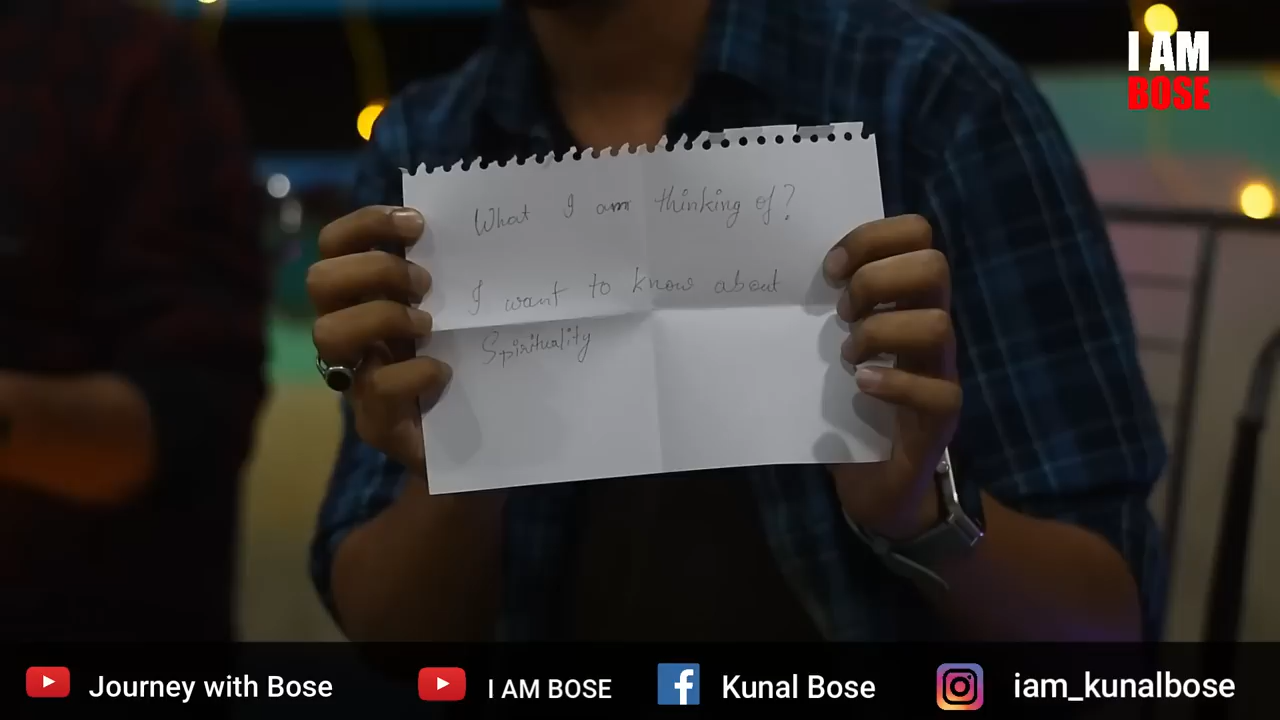 I AM
BOSE
What I am thinking of?
I want to know about
Spirituality
Journey with Bose
I AM BOSE
Kunal Bose
iam_kunalbose